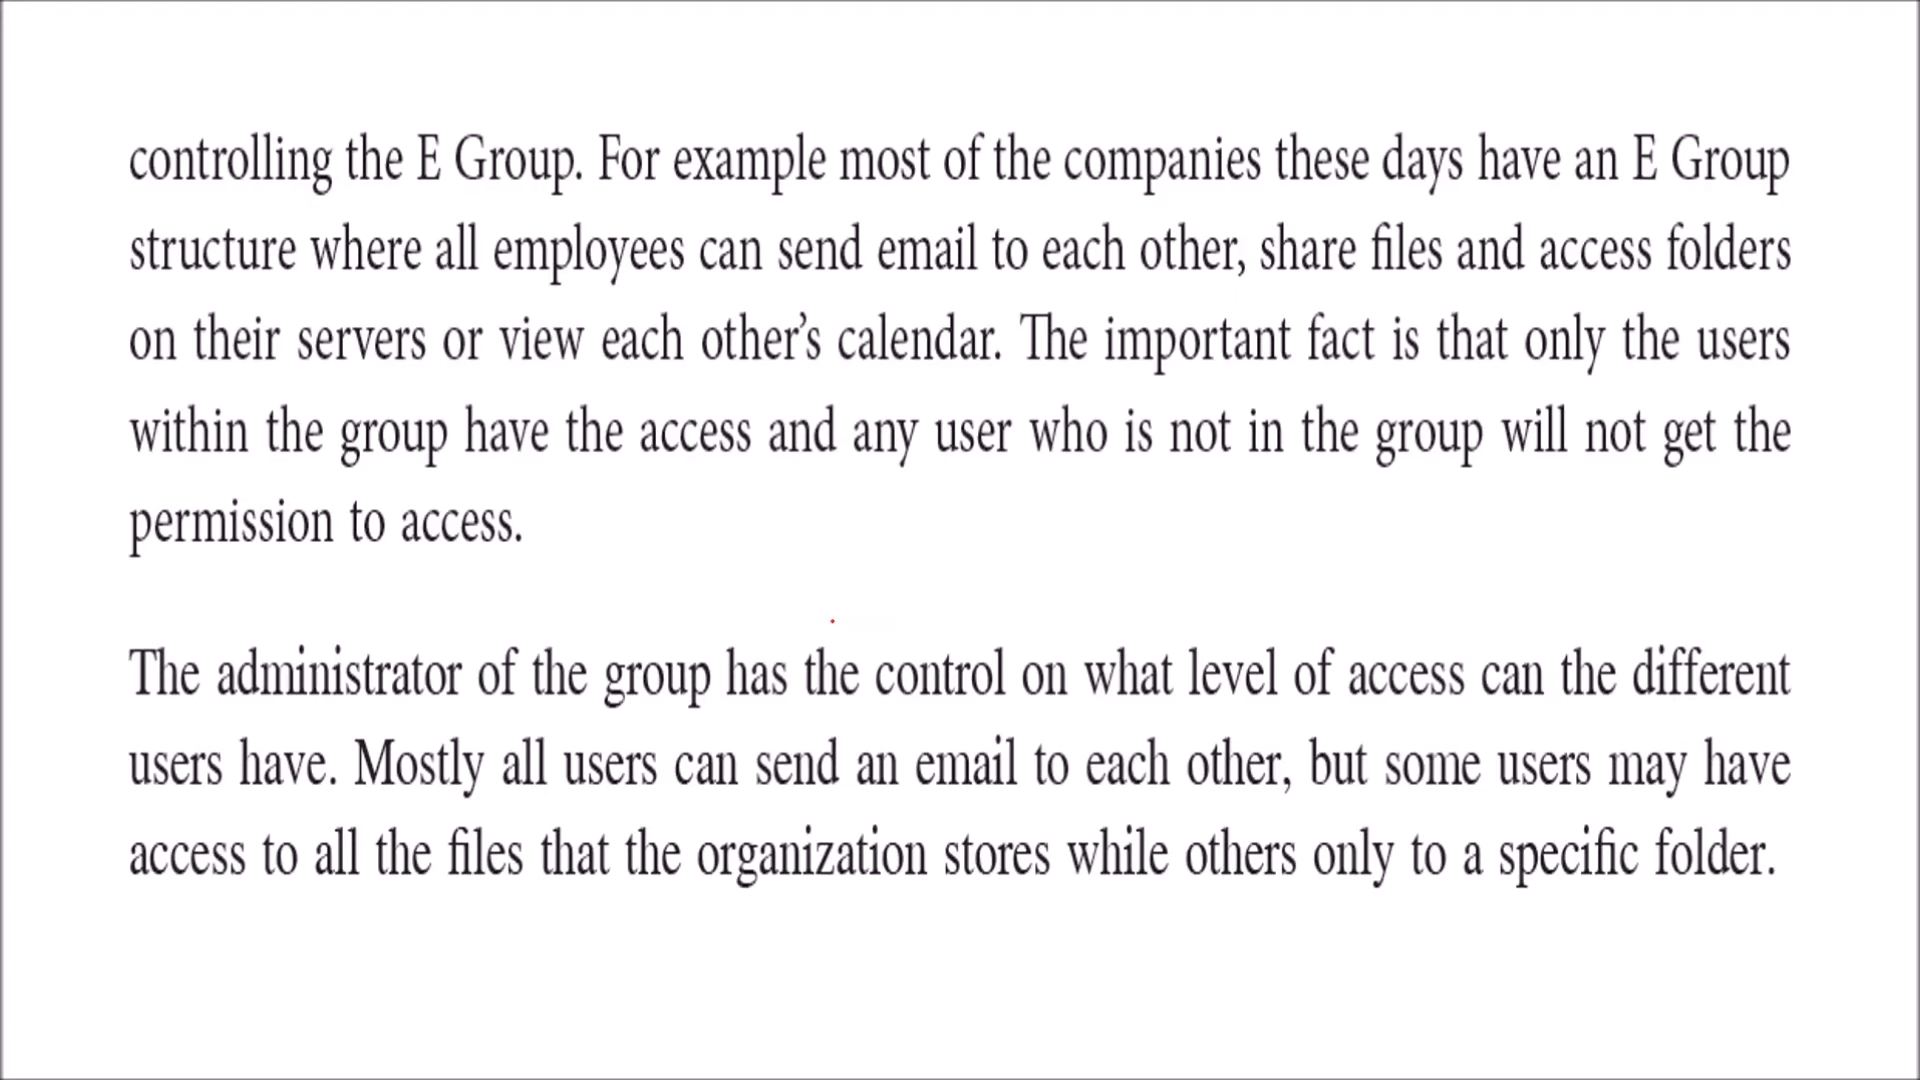 controlling the E Group. For example most of the companies these days have an E Group
structure where all employees can send email to each other, share files and access folders
on their servers or view each other’s calendar. The important fact is that only the users
within the group have the access and any user who is not in the group will not get the
permission to access.
The administrator of the group has the control on what level of access can the different
users have. Mostly all users can send an email to each other, but some users may have
access to all the files that the organization stores while others only to a specific folder.